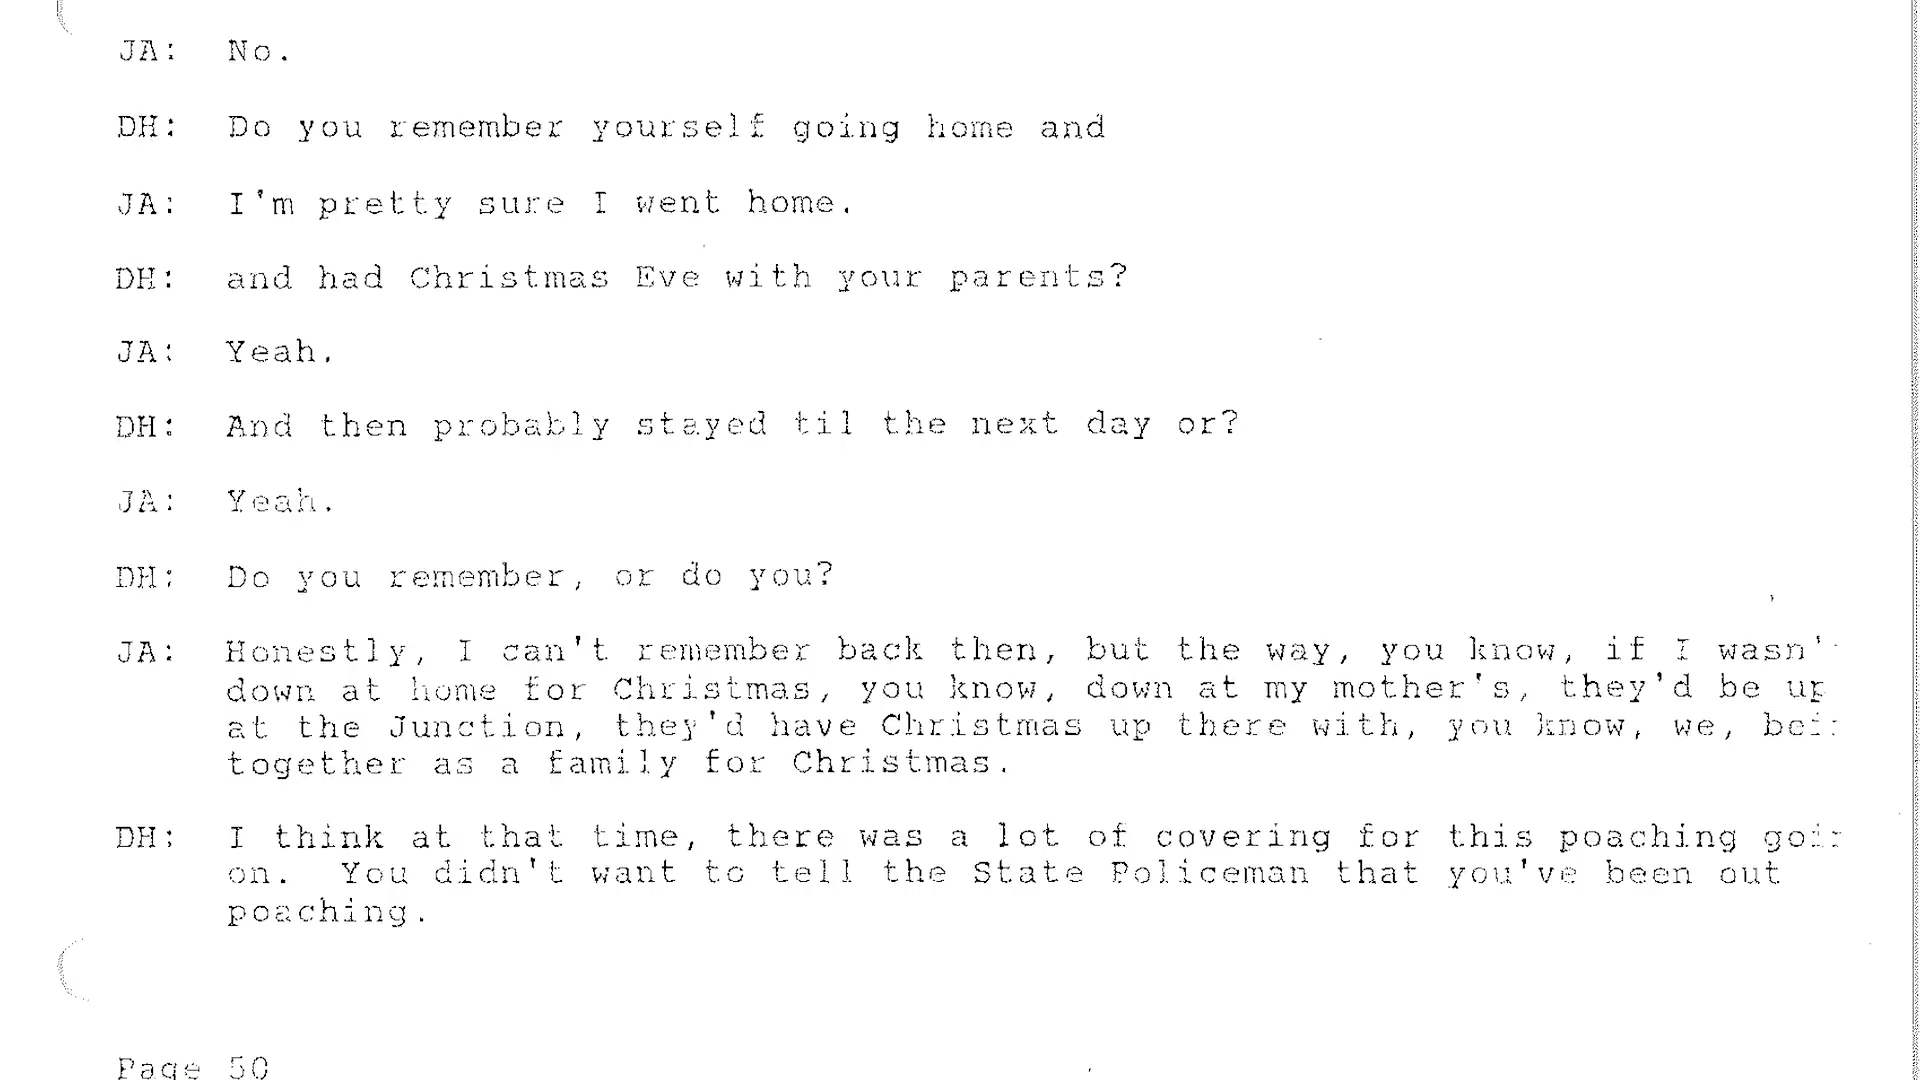 JA: No.
DH: Do you remember yourself going home and
JA: I'm pretty sure I went home.
DH: and had Christmas Eve with your parents?
JA: Yeah.
DH: And then probably stayed til the next day or?
JA: Yeah.
DH: Do you remember, or do you?
JA: Honestly, I can't remember back then, but the way, you know, if I wasn'
down at home for Christmas, you know, down at my mother's, they'd be up
at the Junction, they'd have Christmas up there with, you know, we,
together as a family for Christmas.
DH: I think at that time, there was a lot of covering for this poaching
on. You didn't want to tell the State Policeman that you've been out
poaching.
Page 50